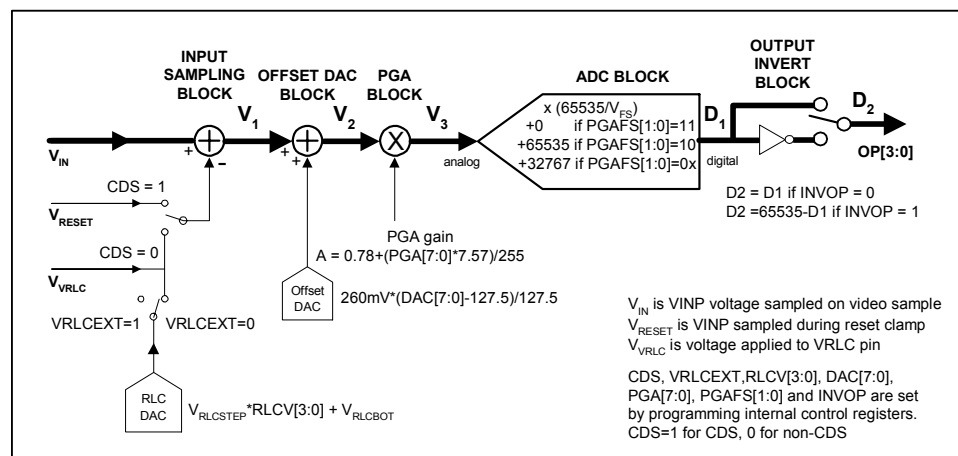 INPUT
SAMPLING
BLOCK
OFFSET DAC
BLOCK
PGA
BLOCK
ADC BLOCK
OUTPUT
INVERT
BLOCK
V1
V2
V3
x (65535/VFS)
+0 if PGAFS[1:0]=11
+65535 if PGAFS[1:0]=10
+32767 if PGAFS[1:0]=0x
D1
D2
+
+
X
VIN
+
-
+
+
analog
digital
OP[3:0]
CDS = 1
VRESET
D2 = D1 if INVOP = 0
D2 =65535-D1 if INVOP = 1
PGA gain
A = 0.78+(PGA[7:0]*7.57)/255
CDS = 0
VVRLC
Offset
DAC
260mV*(DAC[7:0]-127.5)/127.5
VRLCEXT=1
VRLCEXT=0
VIN is VINP voltage sampled on video sample
VRESET is VINP sampled during reset clamp
VVRLC is voltage applied to VRLC pin
RLC
DAC
VRLCSTEP*RLCV[3:0] + VRLCBOT
CDS, VRLCEXT,RLCV[3:0], DAC[7:0],
PGA[7:0], PGAFS[1:0] and INVOP are set
by programming internal control registers.
CDS=1 for CDS, 0 for non-CDS